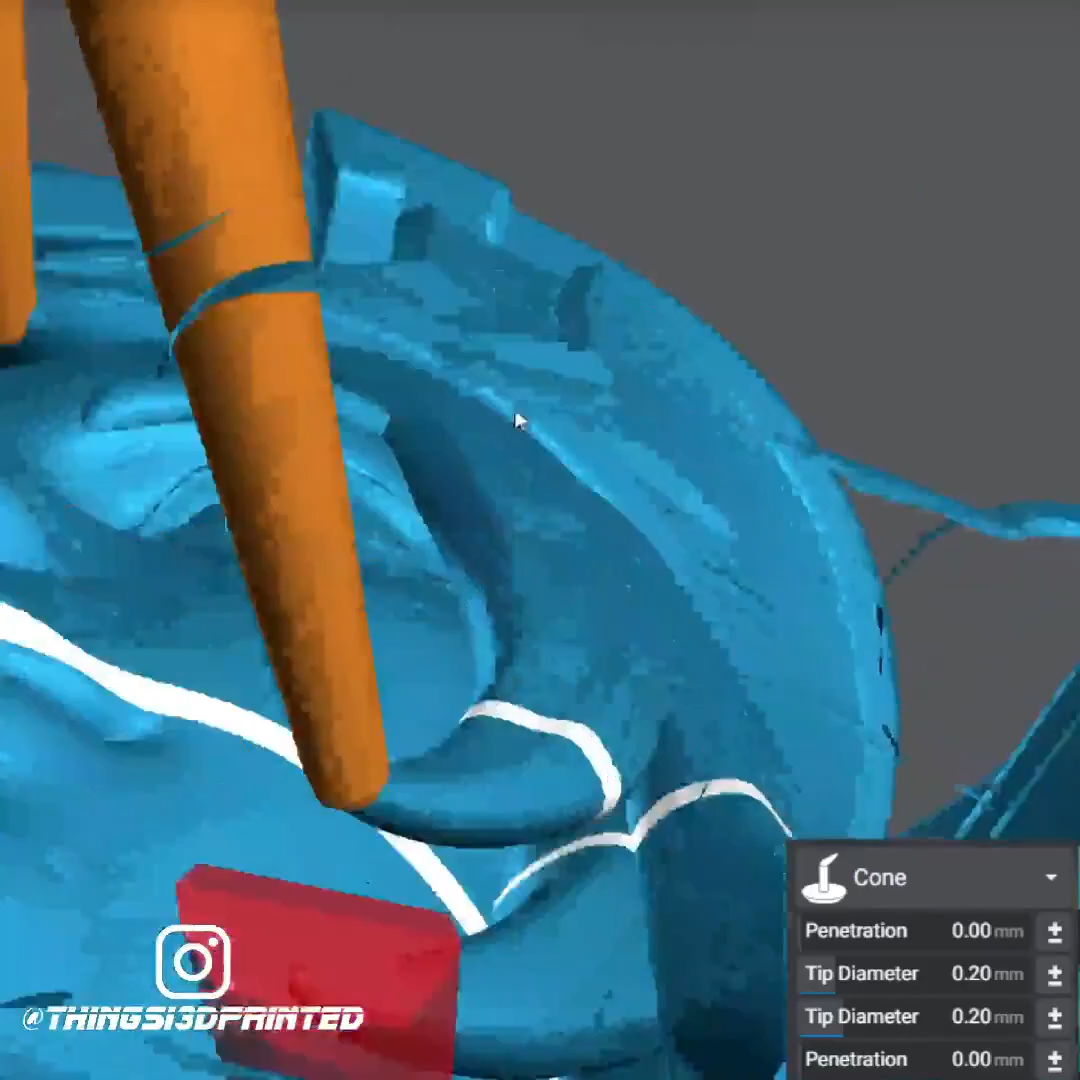 Cone
Penetration 0.00 mm
Tip Diameter 0.20 mm
Tip Diameter 0.20 mm
Penetration 0.00 mm
@THINGSI3DPRINTED